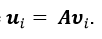 = 𝒖ᵢ = 𝑨𝒗ᵢ.